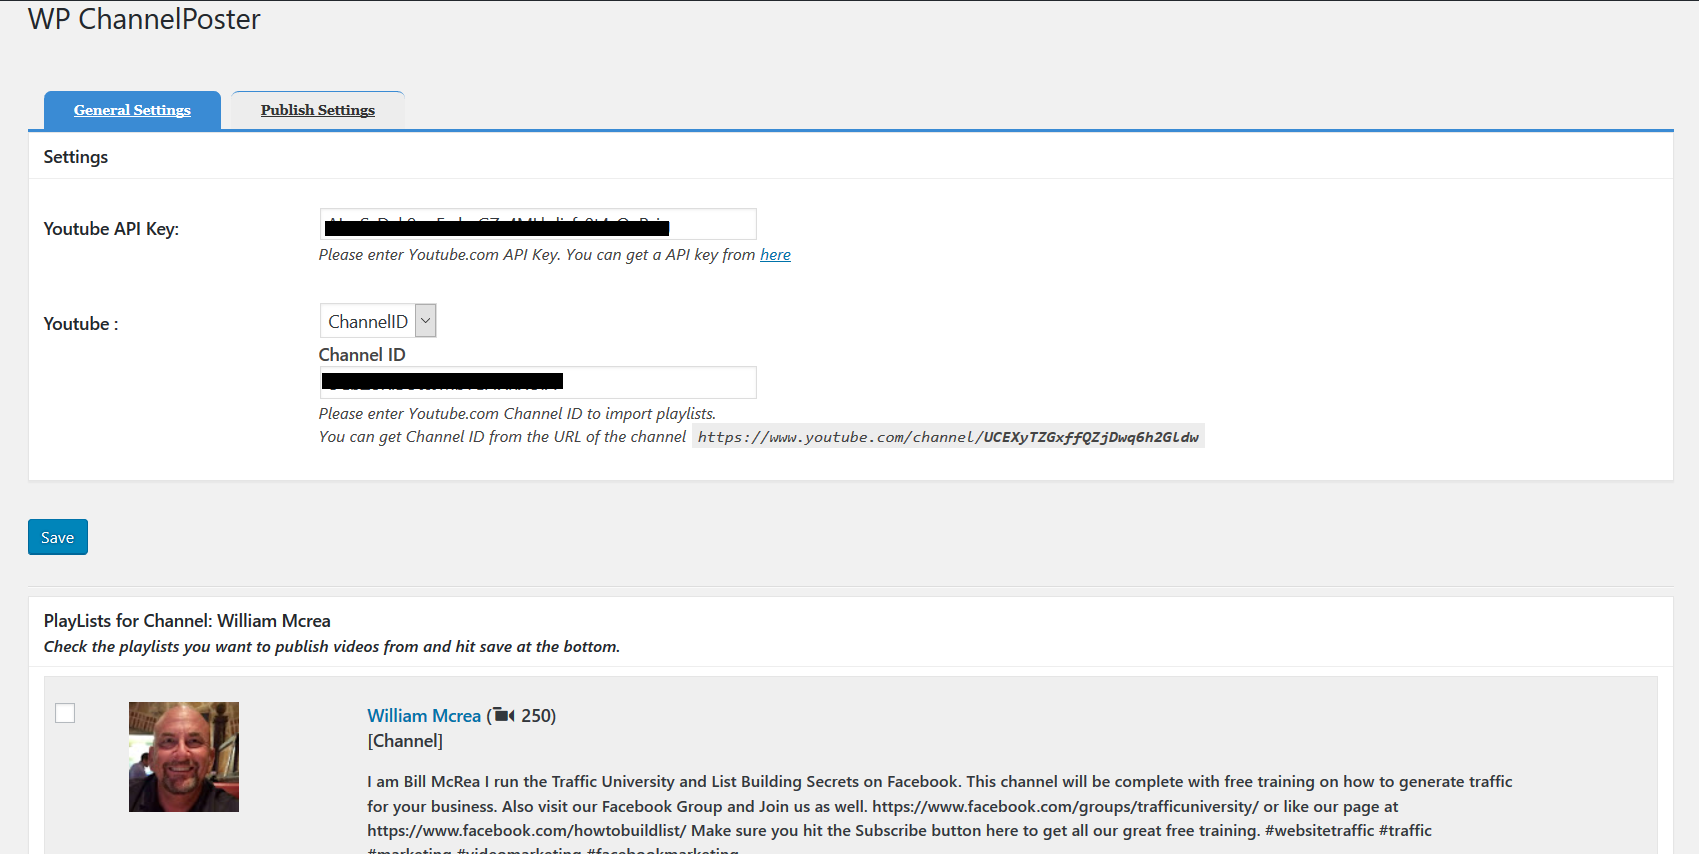 WP ChannelPoster
General Settings
Publish Settings
Settings
Youtube API Key:
Please enter Youtube.com API Key. You can get a API key from here
Youtube :
ChannelID
Channel ID
Please enter Youtube.com Channel ID to import playlists.
You can get Channel ID from the URL of the channel https://www.youtube.com/channel/UCEXyTZGxffQZjDwq6h2Gldw
Save
PlayLists for Channel: William Mcrea
Check the playlists you want to publish videos from and hit save at the bottom.
William Mcrea (250)
[Channel]
I am Bill McRea I run the Traffic University and List Building Secrets on Facebook. This channel will be complete with free training on how to generate traffic
for your business. Also visit our Facebook Group and Join us as well. https://www.facebook.com/groups/trafficuniversity/ or like our page at
https://www.facebook.com/howtobuildlist/ Make sure you hit the Subscribe button here to get all our great free training. #websitetraffic #traffic
#marketing #videomarketing #facebookmarketing